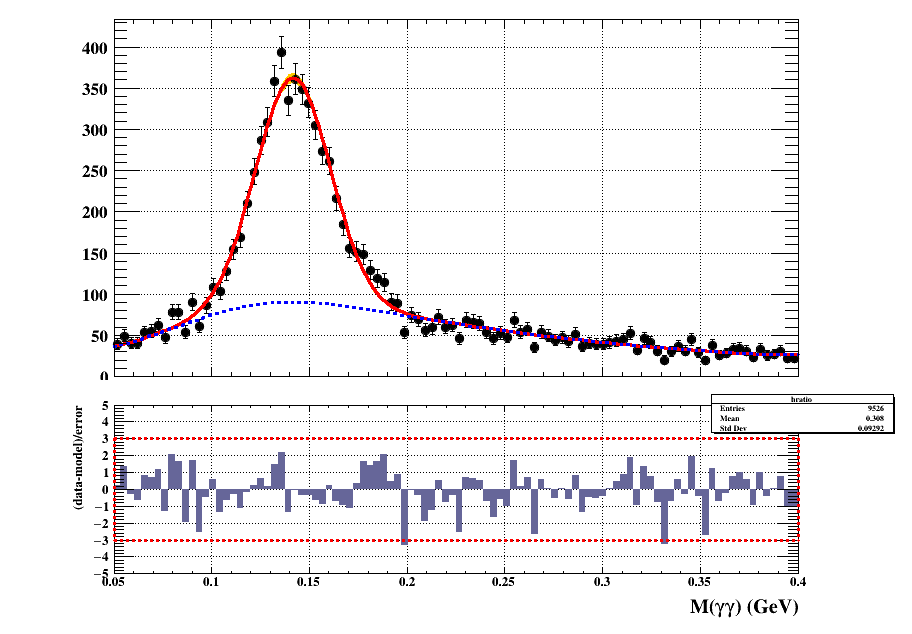 400
350
300
250
200
150
100
50
0
hratio
Entries 9526
Mean 0.308
Std Dev 0.09292
(data-model)/error
5
4
3
2
1
0
−1
−2
−3
−4
−5
0.05 0.1 0.15 0.2 0.25 0.3 0.35 0.4
M(γγ) (GeV)